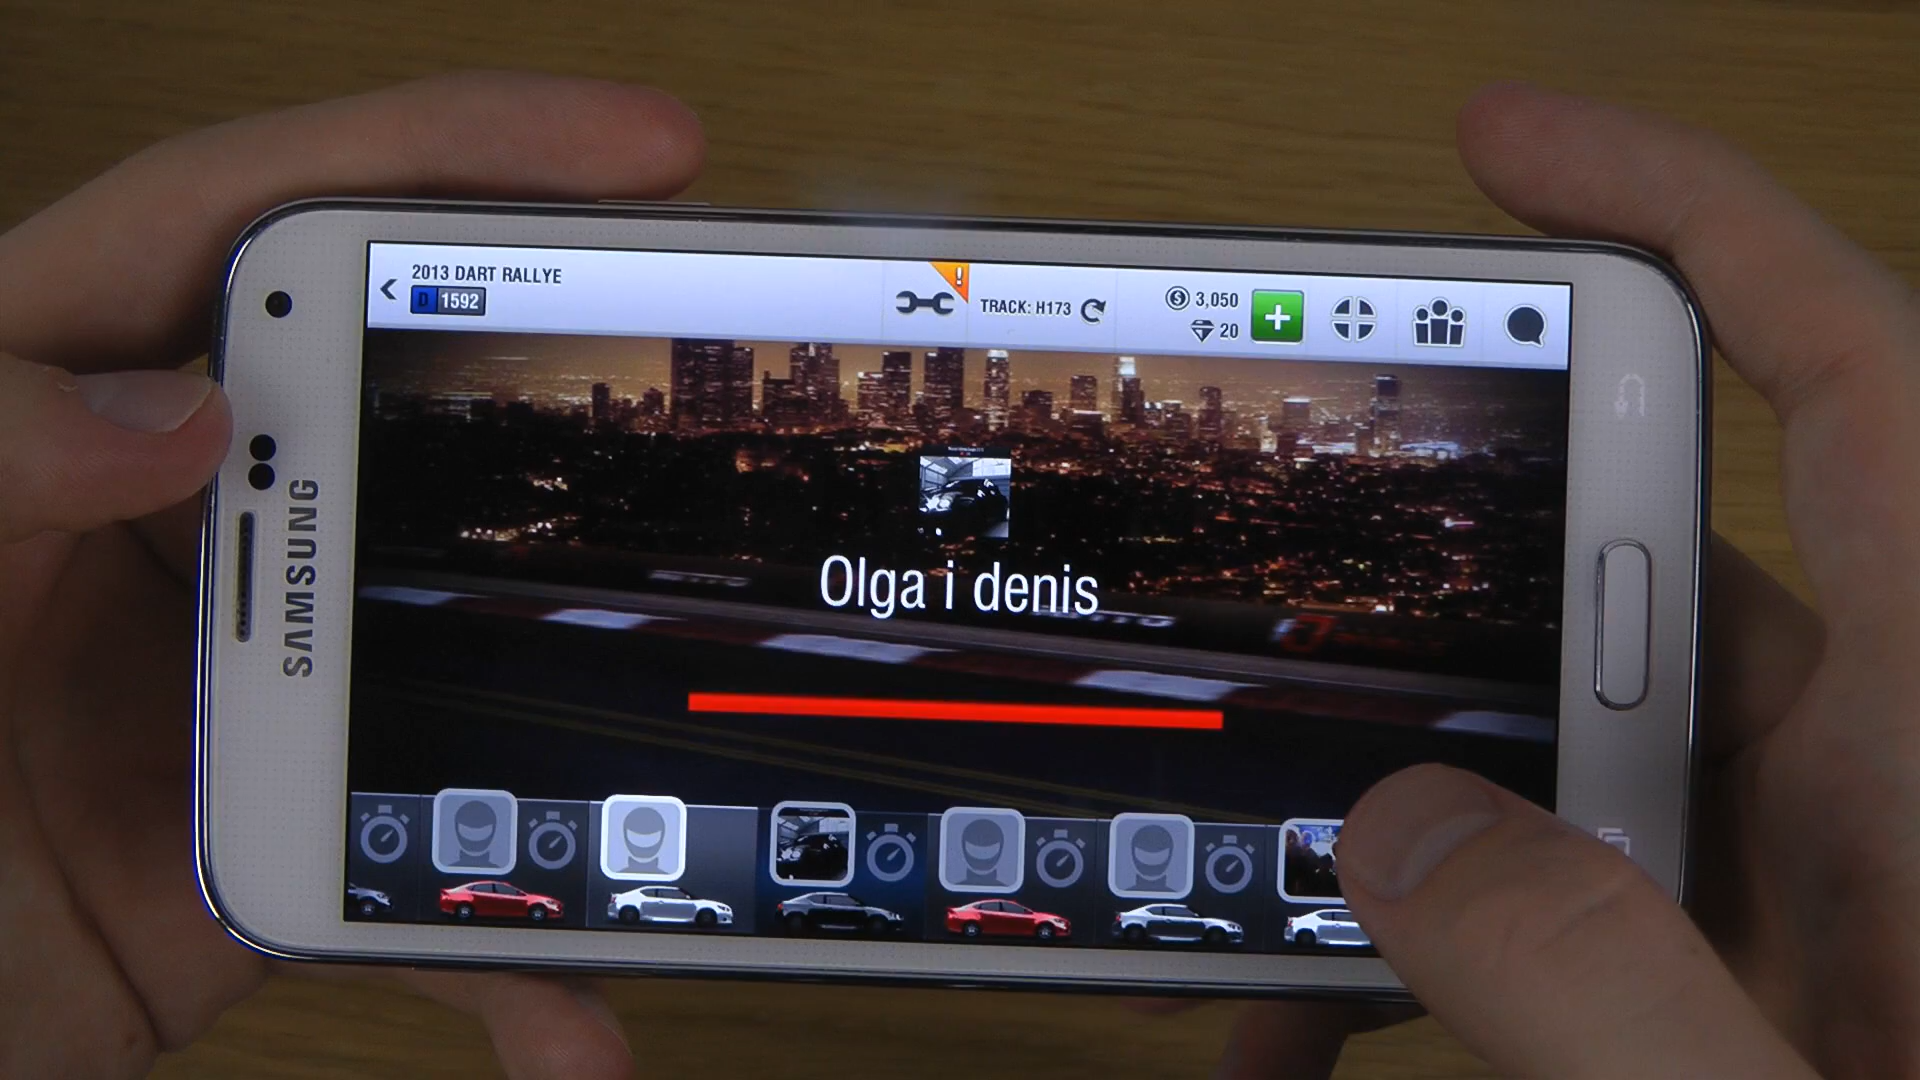 2013 DART RALLYE
D 1592
TRACK: H173
3,050
20
Olga i denis
SAMSUNG